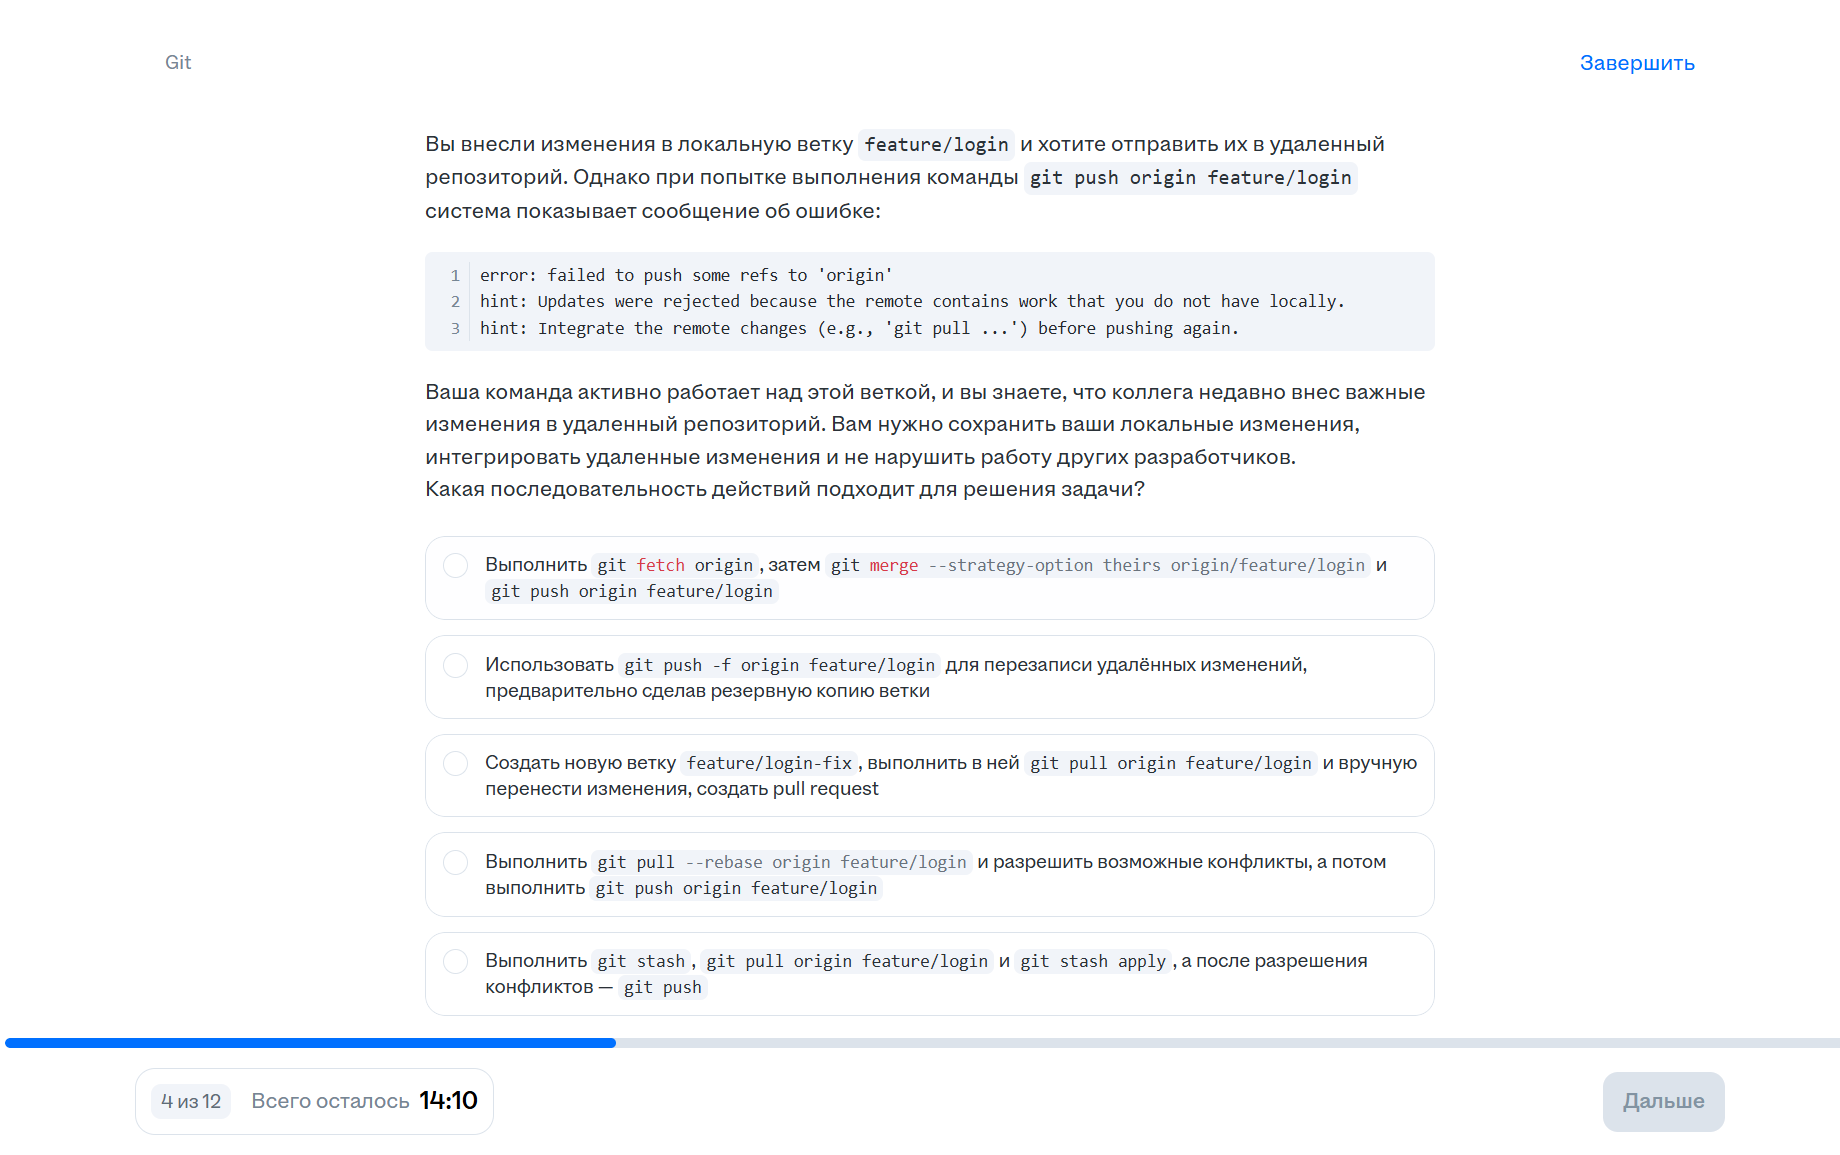 Git
Завершить
Вы внесли изменения в локальную ветку feature/login и хотите отправить их в удаленный
репозиторий. Однако при попытке выполнения команды git push origin feature/login
система показывает сообщение об ошибке:
1 error: failed to push some refs to 'origin'
2 hint: Updates were rejected because the remote contains work that you do not have locally.
3 hint: Integrate the remote changes (e.g., 'git pull ...') before pushing again.
Ваша команда активно работает над этой веткой, и вы знаете, что коллега недавно внес важные
изменения в удаленный репозиторий. Вам нужно сохранить ваши локальные изменения,
интегрировать удаленные изменения и не нарушить работу других разработчиков.
Какая последовательность действий подходит для решения задачи?
Выполнить git fetch origin, затем git merge --strategy-option theirs origin/feature/login и
git push origin feature/login
Использовать git push -f origin feature/login для перезаписи удалённых изменений,
предварительно сделав резервную копию ветки
Создать новую ветку feature/login-fix, выполнить в ней git pull origin feature/login и вручную
перенести изменения, создать pull request
Выполнить git pull --rebase origin feature/login и разрешить возможные конфликты, а потом
выполнить git push origin feature/login
Выполнить git stash, git pull origin feature/login и git stash apply, а после разрешения
конфликтов — git push
4 из 12 Всего осталось 14:10
Дальше